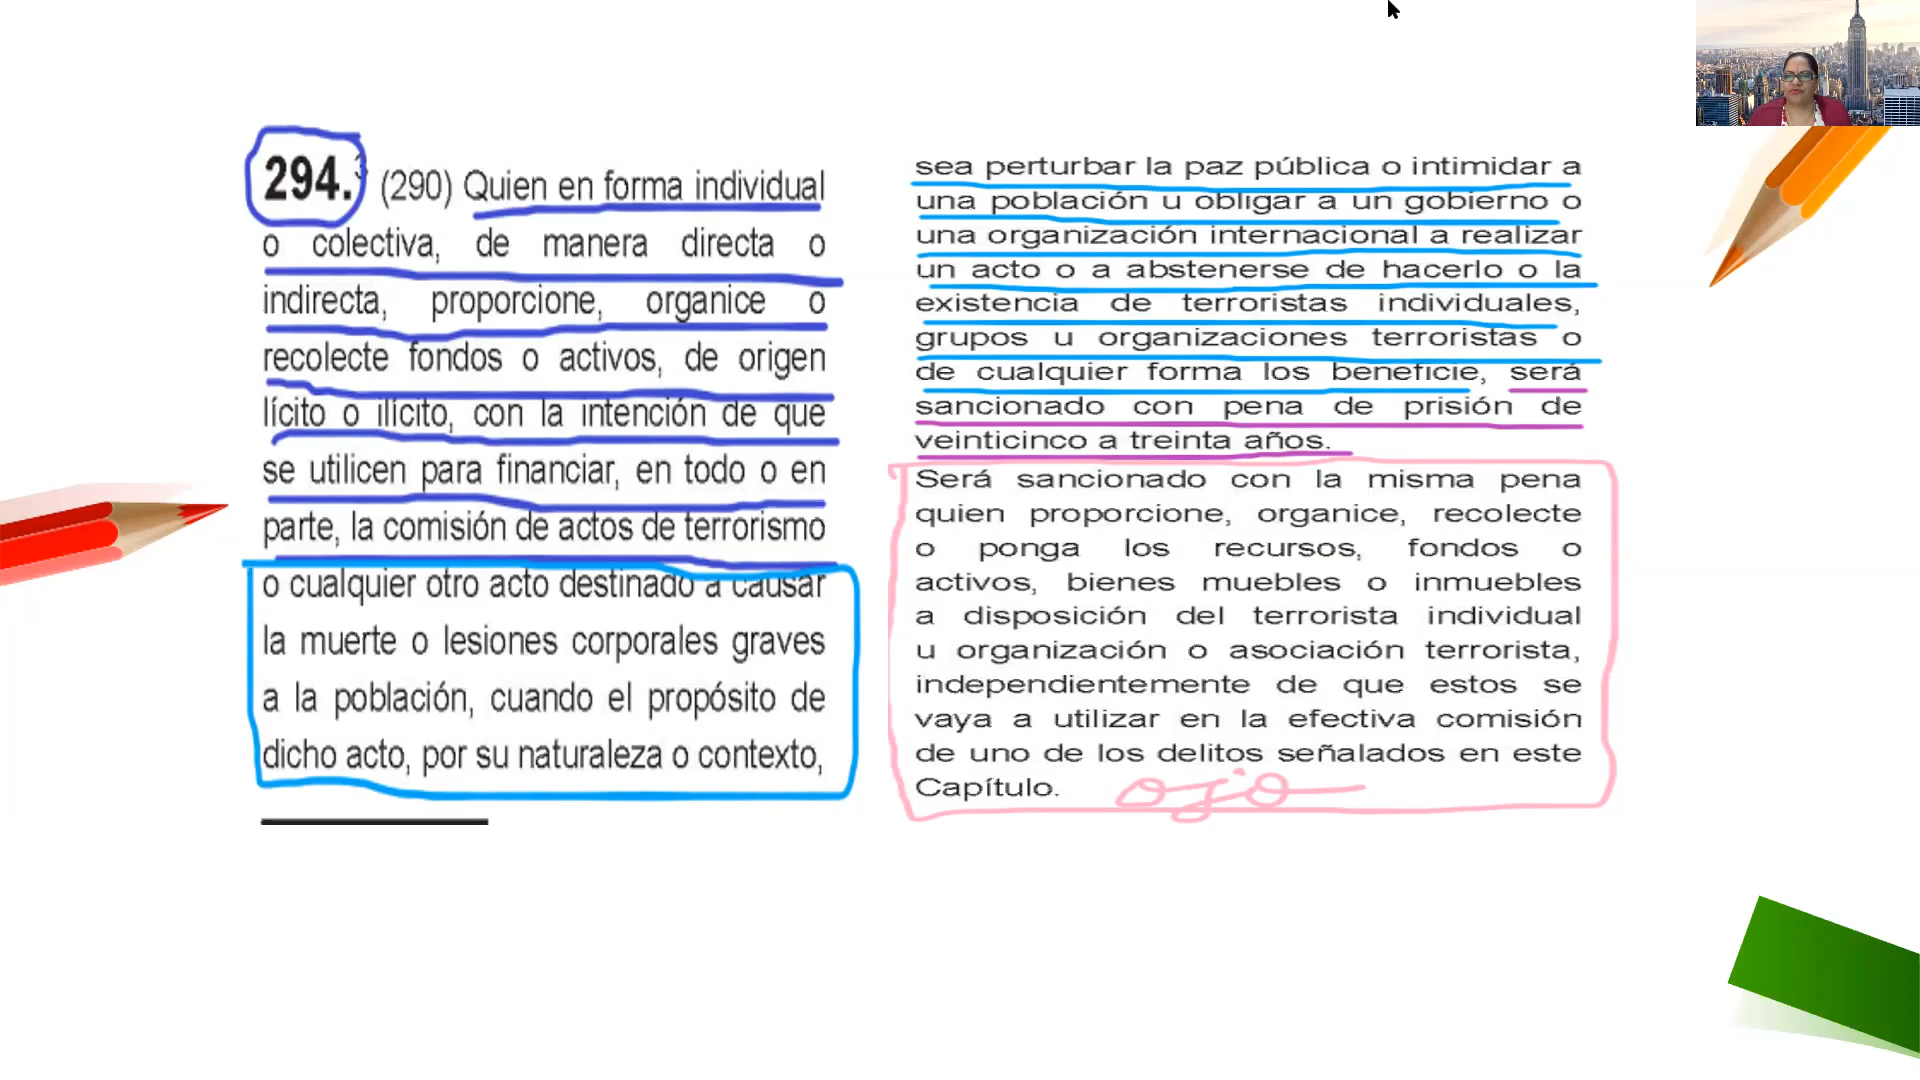 294.3 (290) Quien en forma individual
o colectiva, de manera directa o
indirecta, proporcione, organice o
recolecte fondos o activos, de origen
lícito o ilícito, con la intención de que
se utilicen para financiar, en todo o en
parte, la comisión de actos de terrorismo
o cualquier otro acto destinado a causar
la muerte o lesiones corporales graves
a la población, cuando el propósito de
dicho acto, por su naturaleza o contexto,
sea perturbar la paz pública o intimidar a
una población u obligar a un gobierno o
una organización internacional a realizar
un acto o a abstenerse de hacerlo o la
existencia de terroristas individuales,
grupos u organizaciones terroristas o
de cualquier forma los beneficie, será
sancionado con pena de prisión de
veinticinco a treinta años.
Será sancionado con la misma pena
quien proporcione, organice, recolecte
o ponga los recursos, fondos o
activos, bienes muebles o inmuebles
a disposición del terrorista individual
u organización o asociación terrorista,
independientemente de que estos se
vaya a utilizar en la efectiva comisión
de uno de los delitos señalados en este
Capítulo.
ojo